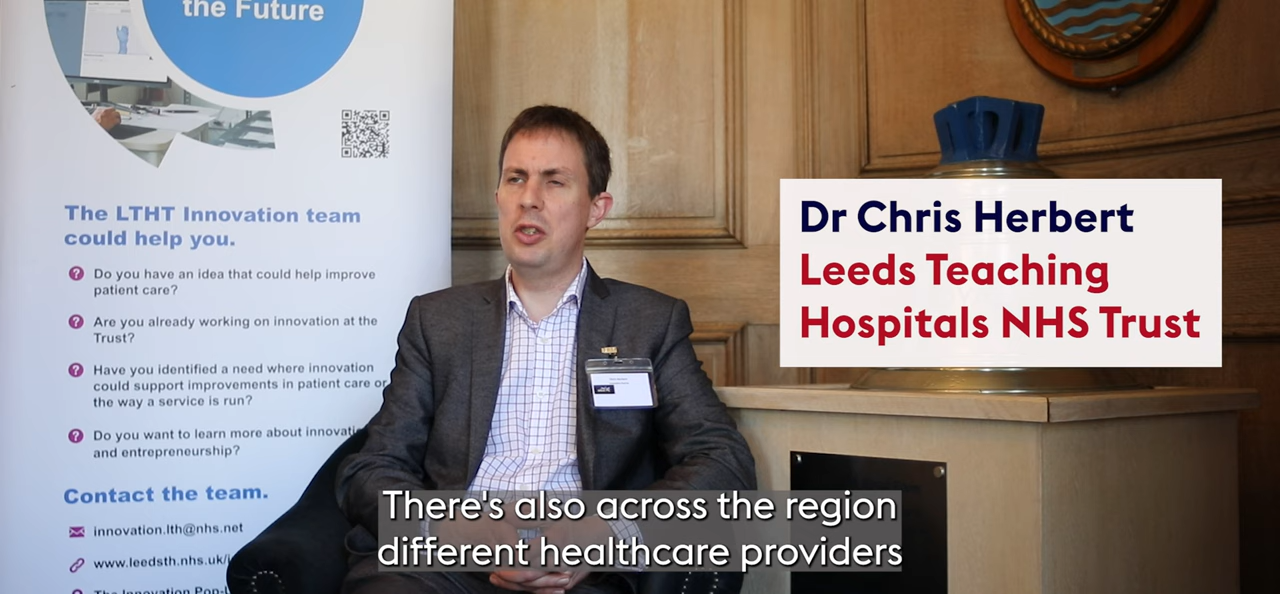 the Future
The LTHT Innovation team
could help you.
Do you have an idea that could help improve
patient care?
Are you already working on innovation at the
Trust?
Have you identified a need where innovation
could support improvements in patient care or
the way a service is run?
Do you want to learn more about
and entrepreneurship?
Contact the team.
innovation.lth@nhs.net
www.leedsth.nhs.uk/
The Innovation
Dr Chris Herbert
Leeds Teaching
Hospitals NHS Trust
There's also across the region
different healthcare providers